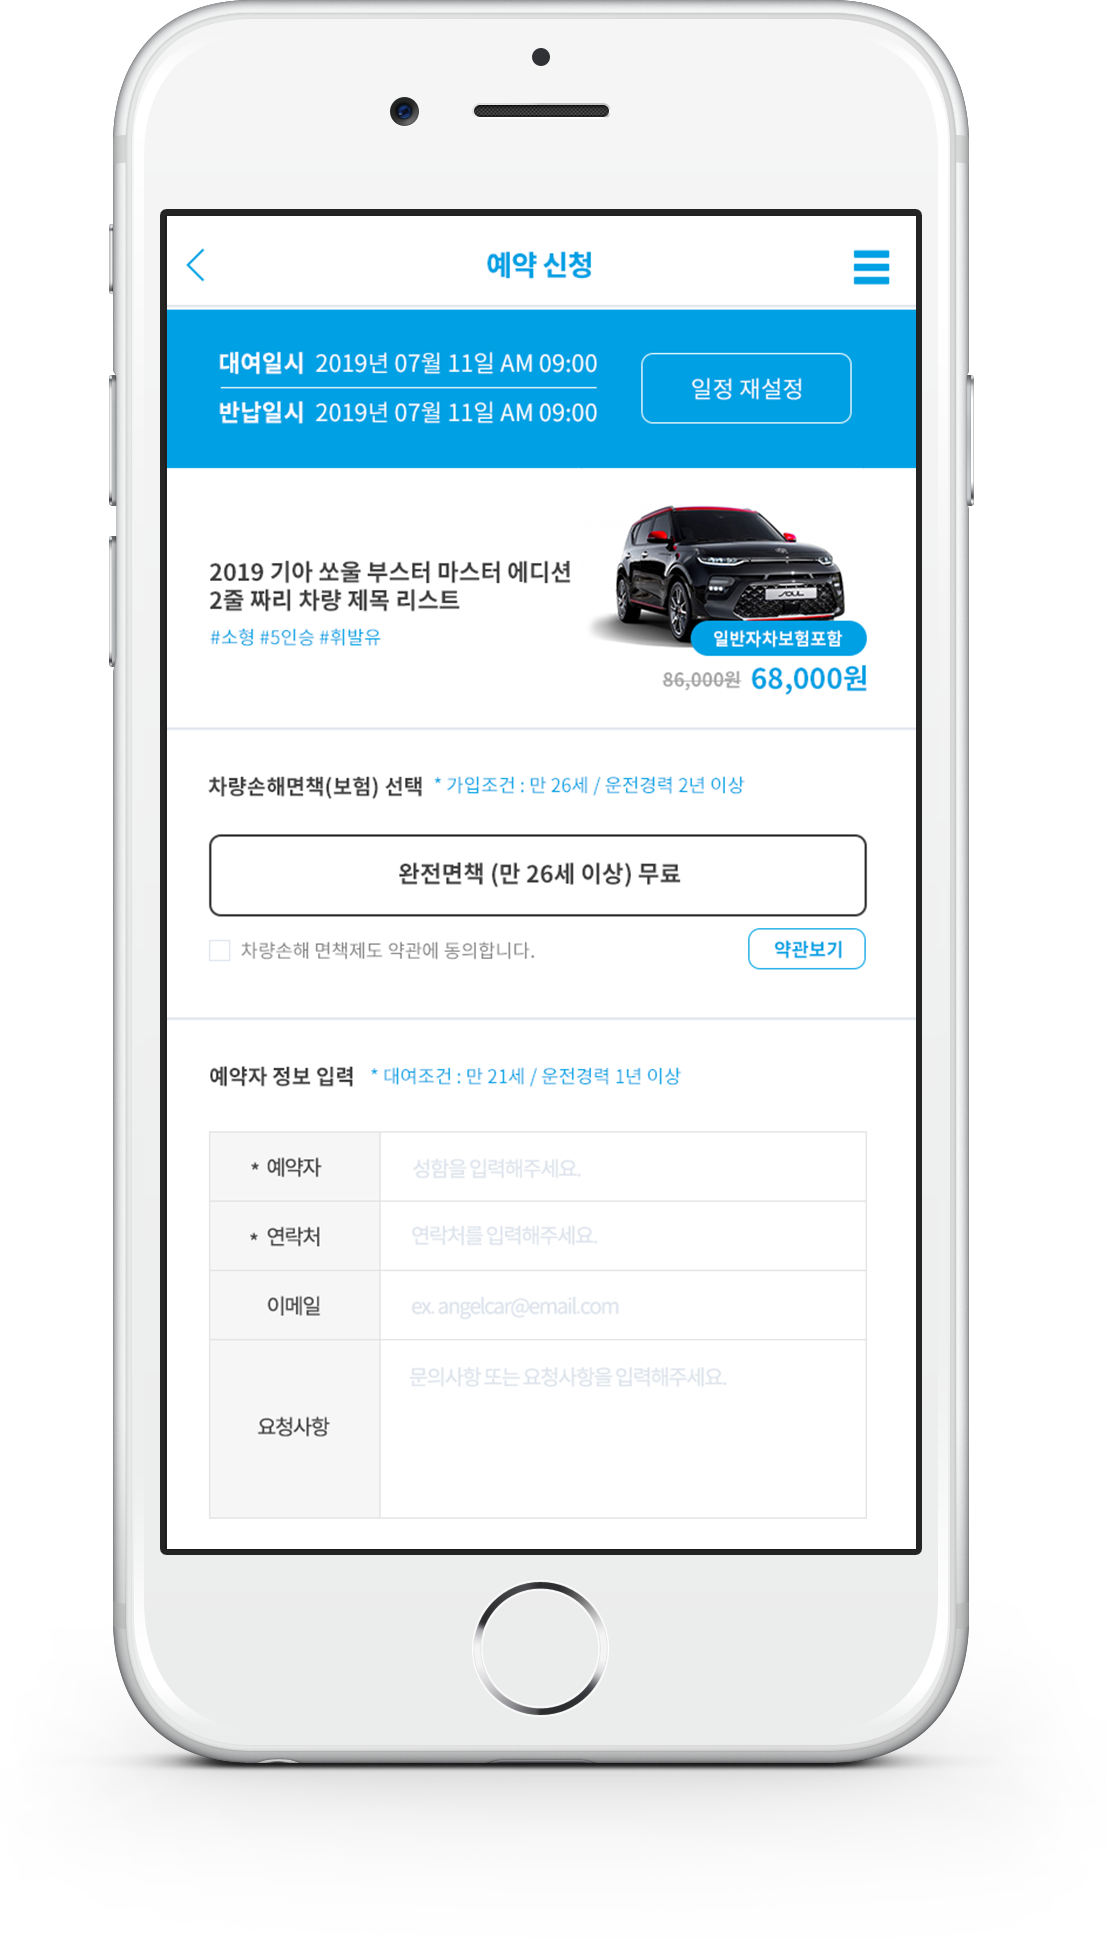 예약 신청
대여일시 2019년 07월 11일 AM 09:00
반납일시 2019년 07월 11일 AM 09:00
일정 재설정
2019 기아 쏘울 부스터 마스터 에디션
2줄 짜리 차량 제목 리스트
#소형 #5인승 #휘발유
SOUL
일반자차보험포함
86,000원 68,000원
차량손해면책(보험) 선택 * 가입조건 : 만 26세 / 운전경력 2년 이상
완전면책 (만 26세 이상) 무료
차량손해 면책제도 약관에 동의합니다.
약관보기
예약자 정보 입력 * 대여조건 : 만 21세 / 운전경력 1년 이상
* 예약자 성함을 입력해주세요.
* 연락처 연락처를 입력해주세요.
이메일 ex. angelcar@email.com
문의사항 또는 요청사항을 입력해주세요.
요청사항